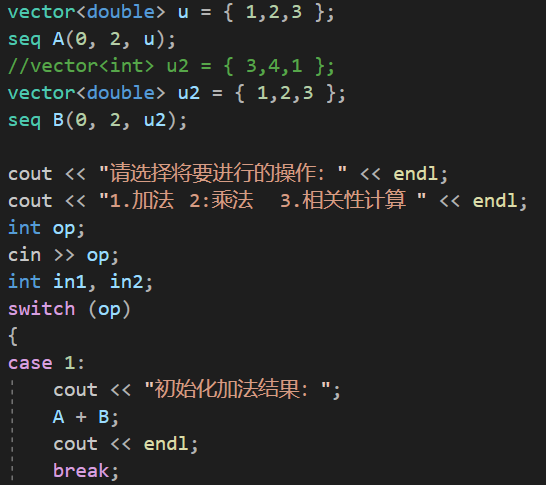 vector<double> u = { 1,2,3 };
seq A(0, 2, u);
//vector<int> u2 = { 3,4,1 };
vector<double> u2 = { 1,2,3 };
seq B(0, 2, u2);
cout << "请选择将要进行的操作: " << endl;
cout << "1.加法 2:乘法  3.相关性计算 " << endl;
int op;
cin >> op;
int in1, in2;
switch (op)
{
case 1:
    cout << "初始化加法结果: ";
    A + B;
    cout << endl;
    break;